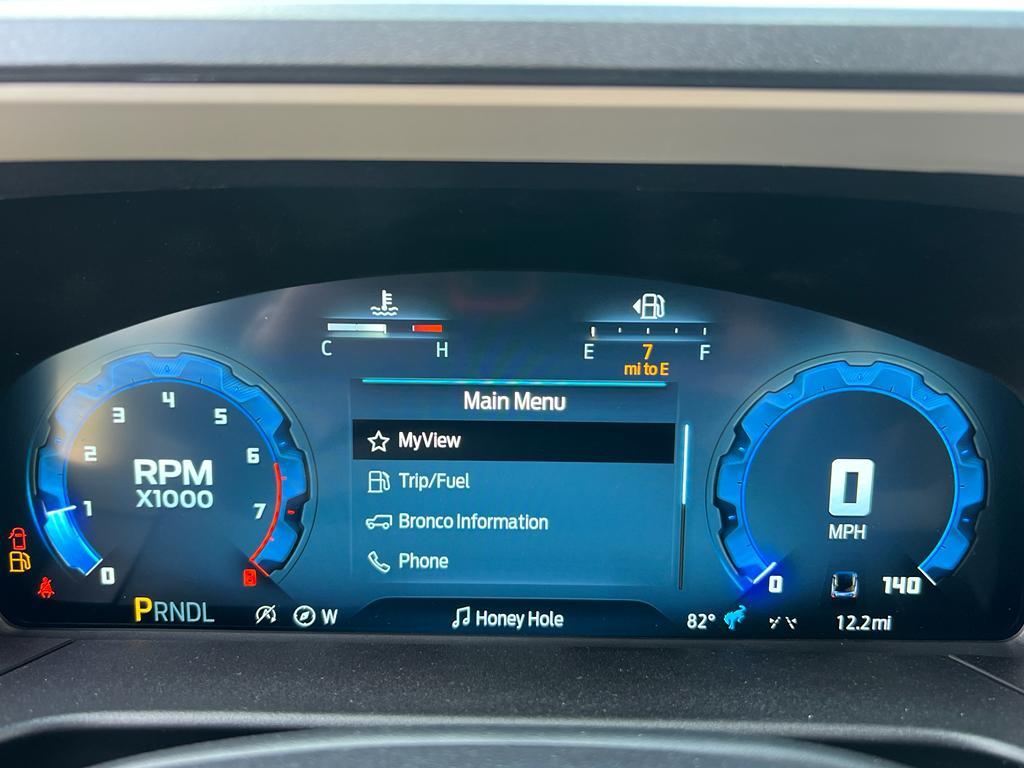 C H
E 7 F
mi to E
Main Menu
MyView
Trip/Fuel
Bronco Information
Phone
0 1 2 3 4 5 6 7 8
RPM
X1000
0
MPH
0 140
PRNDL
W
Honey Hole
82°
12.2mi